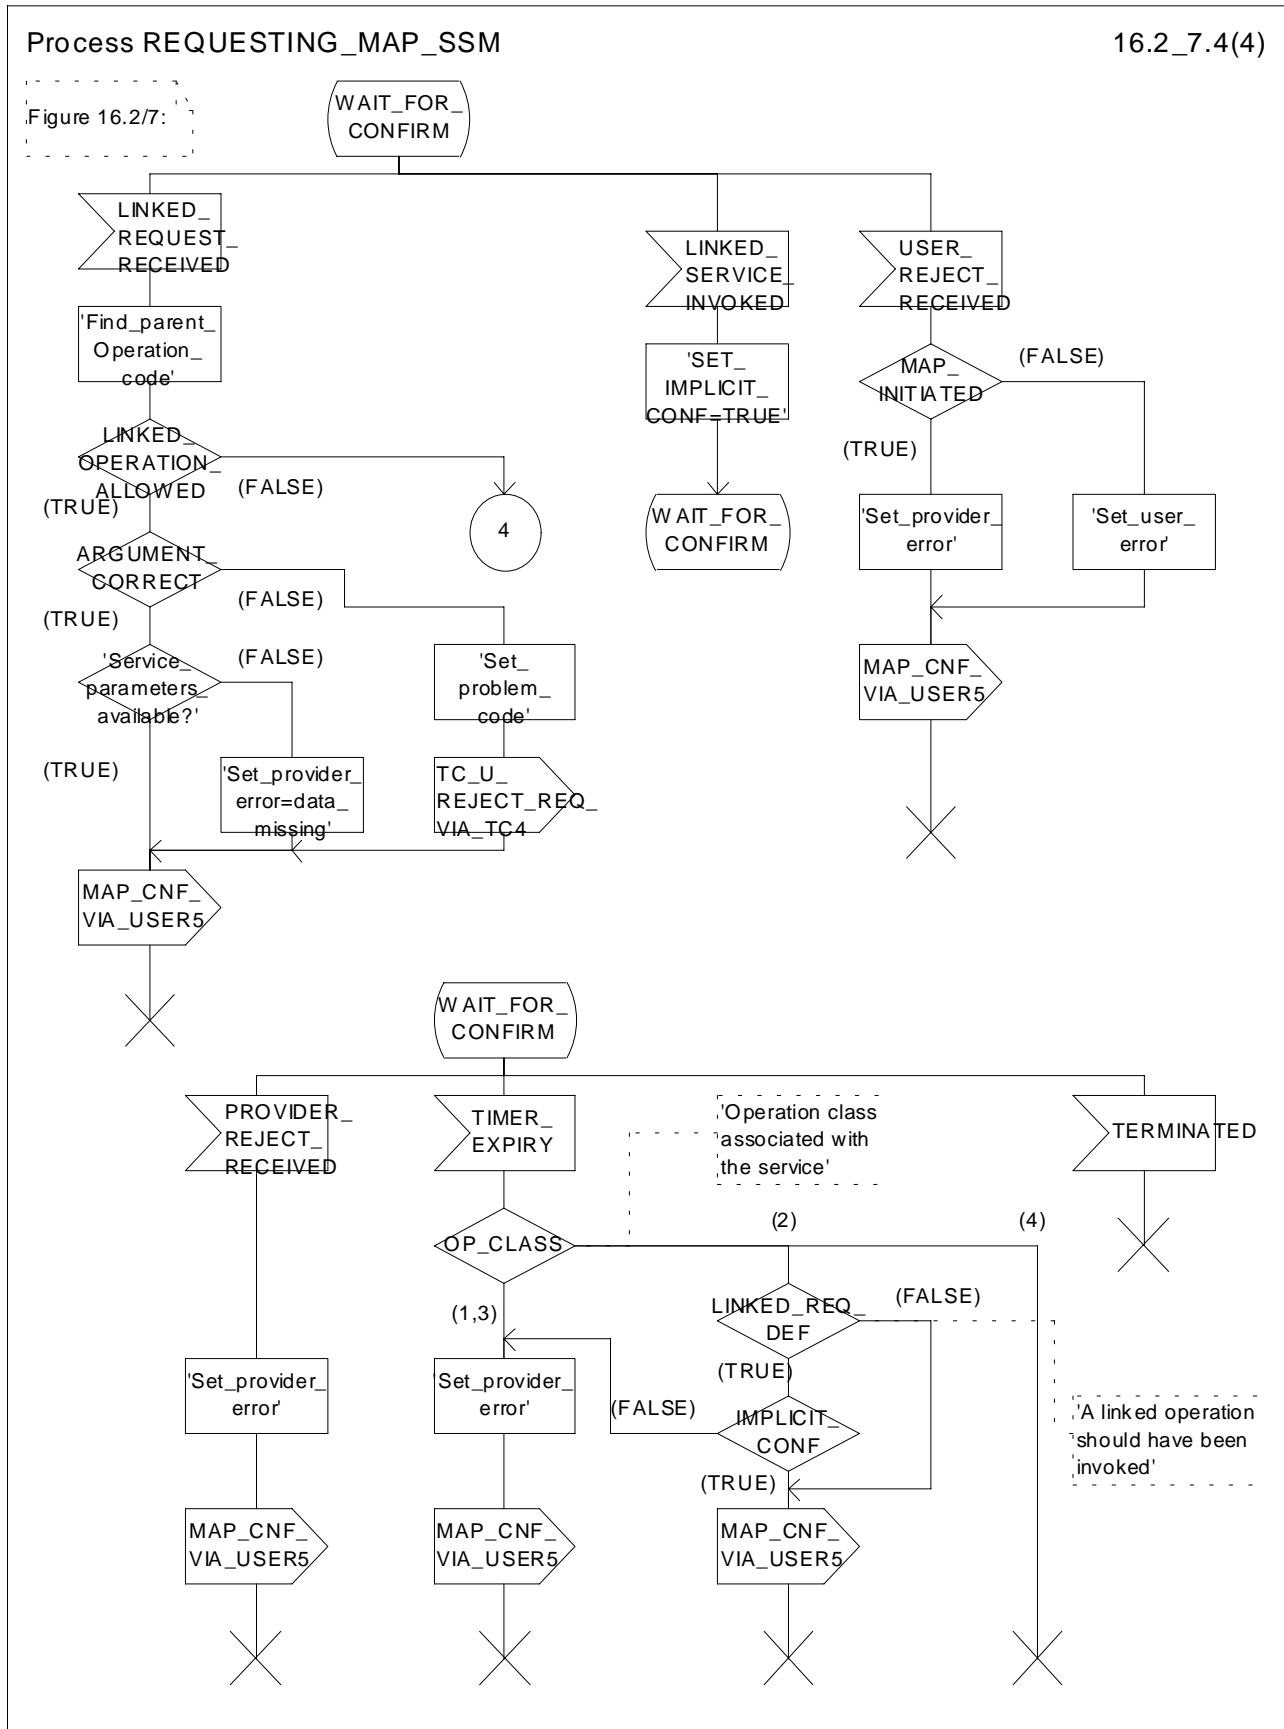 Process REQUESTING_MAP_SSM
16.2_7.4(4)
Figure 16.2/7:
WAIT_FOR_
CONFIRM
LINKED_
REQUEST_
RECEIVED
LINKED_
SERVICE_
INVOKED
USER_
REJECT_
RECEIVED
'Find_parent_
Operation_
code'
'SET_
IMPLICIT_
CONF=TRUE'
MAP_
INITIATED
(FALSE)
(TRUE)
LINKED_
OPERATION_
ALLOWED
(FALSE)
(TRUE)
4
WAIT_FOR_
CONFIRM
'Set_provider_
error'
'Set_user_
error'
ARGUMENT_
CORRECT
(FALSE)
(TRUE)
'Service_
parameters_
available?'
(FALSE)
(TRUE)
'Set_
problem_
code'
MAP_CNF_
VIA_USER5
'Set_provider_
error=data_
missing'
TC_U_
REJECT_REQ_
VIA_TC4
MAP_CNF_
VIA_USER5
WAIT_FOR_
CONFIRM
PROVIDER_
REJECT_
RECEIVED
TIMER_
EXPIRY
'Operation class
associated with
the service'
TERMINATED
OP_CLASS
(2)
(4)
(1,3)
LINKED_REQ_
DEF
(FALSE)
(TRUE)
'Set_provider_
error'
'Set_provider_
error'
(FALSE)
IMPLICIT_
CONF
(TRUE)
'A linked operation
should have been
invoked'
MAP_CNF_
VIA_USER5
MAP_CNF_
VIA_USER5
MAP_CNF_
VIA_USER5